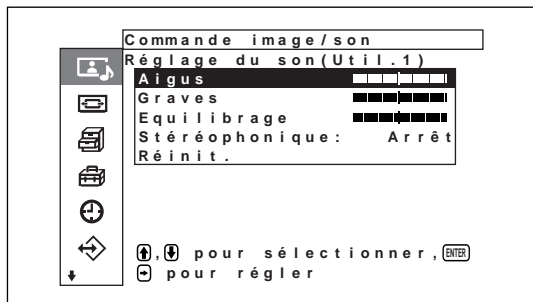 Commande image/son
Réglage du son(Util.1)
Aigus
Graves
Equilibrage
Stéréophonique: Arrêt
Réinit.
, pour sélectionner, ENTER
pour régler